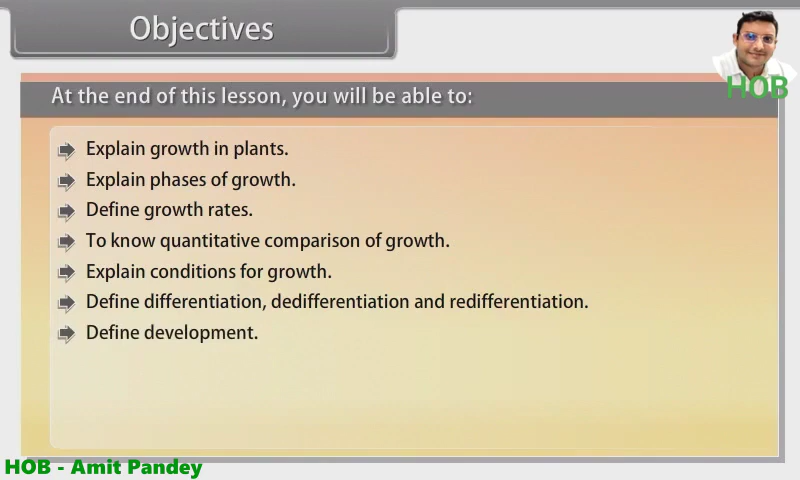 Objectives
HOB
At the end of this lesson, you will be able to:
Explain growth in plants.
Explain phases of growth.
Define growth rates.
To know quantitative comparison of growth.
Explain conditions for growth.
Define differentiation, dedifferentiation and redifferentiation.
Define development.
HOB - Amit Pandey